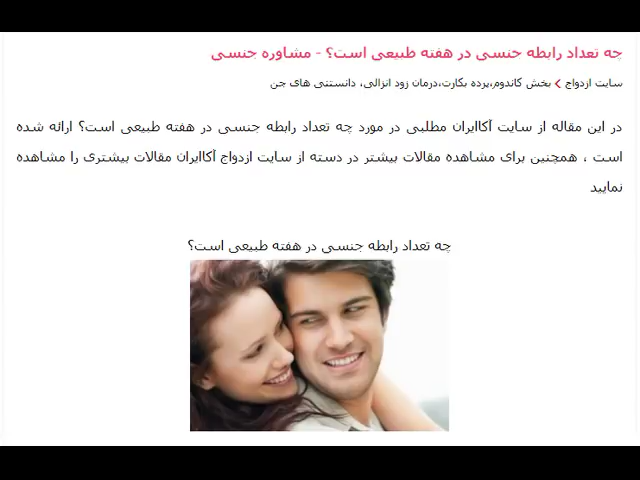 چه تعداد رابطه جنسی در هفته طبیعی است؟ - مشاوره جنسی
سایت ازدواج › بخش کاندوم،پرده بکارت،درمان زود انزالی، دانستنی های جن
در این مقاله از سایت آکاایران مطلبی در مورد چه تعداد رابطه جنسی در هفته طبیعی است؟ ارائه شده
است ، همچنین برای مشاهده مقالات بیشتر در دسته از سایت ازدواج آکاایران مقالات بیشتری را مشاهده
نمایید
چه تعداد رابطه جنسی در هفته طبیعی است؟